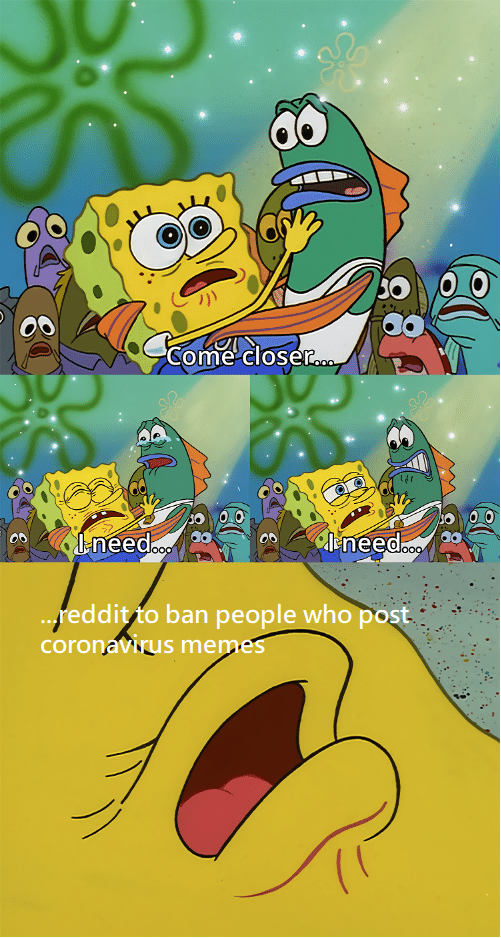 Come closer...
I need...
I need...
...reddit to ban people who post
coronavirus memes